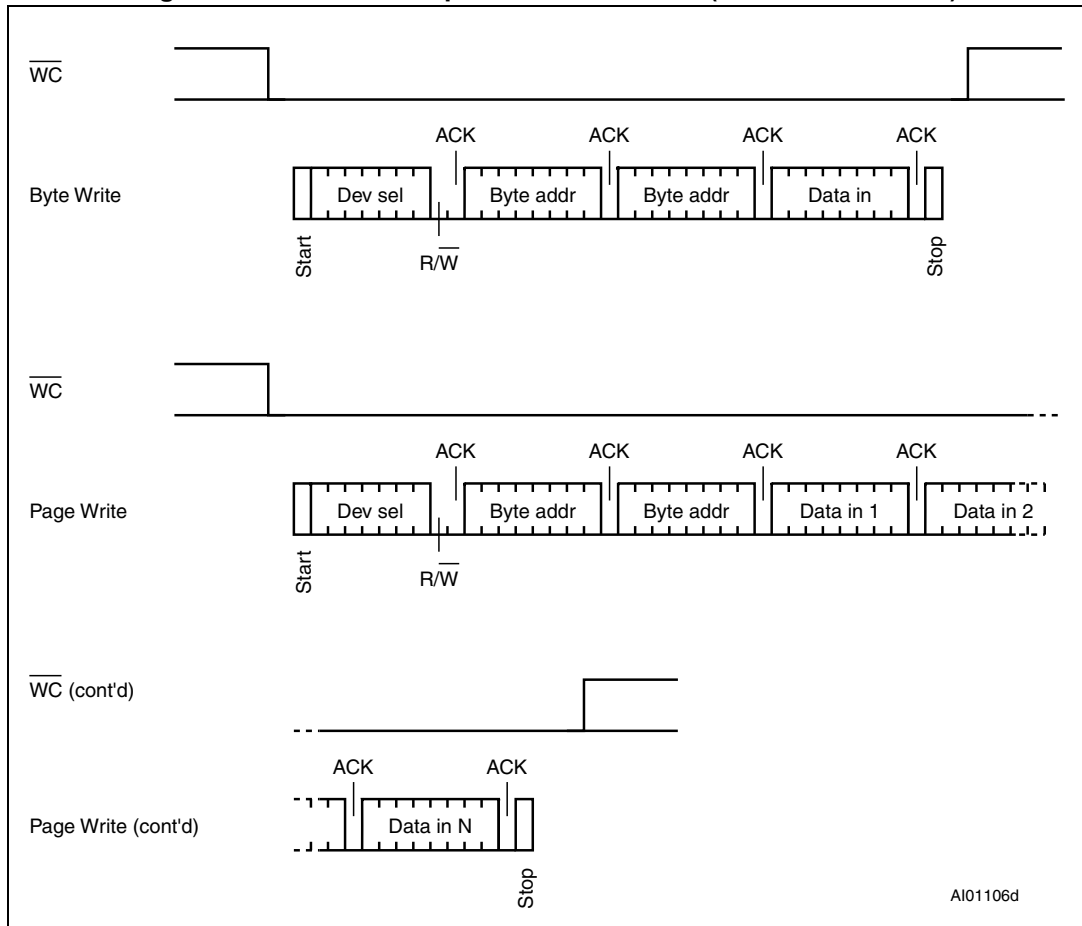 WC
ACK ACK ACK ACK
Byte Write Dev sel Byte addr Byte addr Data in
Start R/W Stop
WC
ACK ACK ACK ACK
Page Write Dev sel Byte addr Byte addr Data in 1 Data in 2
Start R/W
WC (cont'd)
ACK ACK
Page Write (cont'd) Data in N
Stop
AI01106d